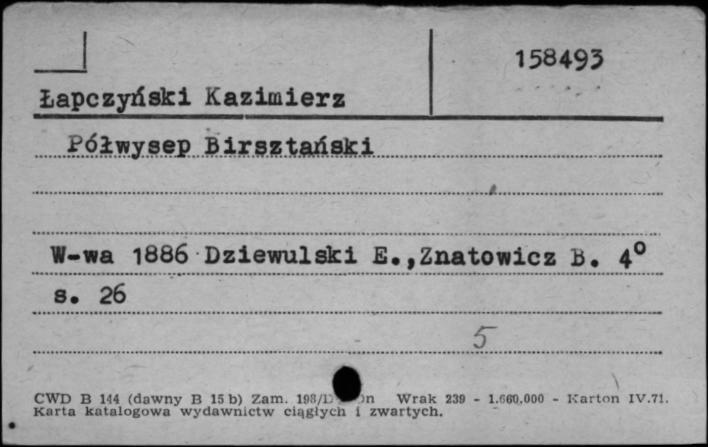 158493
Łapczyński Kazimierz
Półwysep Birsztański
W-wa 1886 Dziewulski E.,Znatowicz B. 4°
s. 26
5
CWD B 144 (dawny B 15 b) Zam. Wrak 239 - 1.660.000 - Karton IV.71.
Karta katalogowa wydawnictw ciągłych i zwartych.